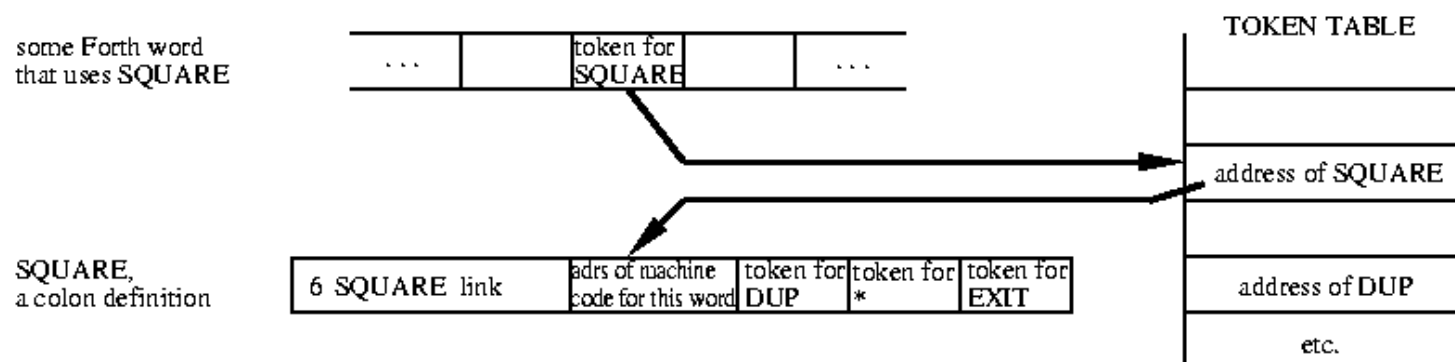 TOKEN TABLE
some Forth word
that uses SQUARE
. . .
token for
SQUARE
. . .
address of SQUARE
SQUARE,
a colon definition
6 SQUARE link
adrs of machine
code for this word
token for
DUP
token for
*
token for
EXIT
address of DUP
etc.